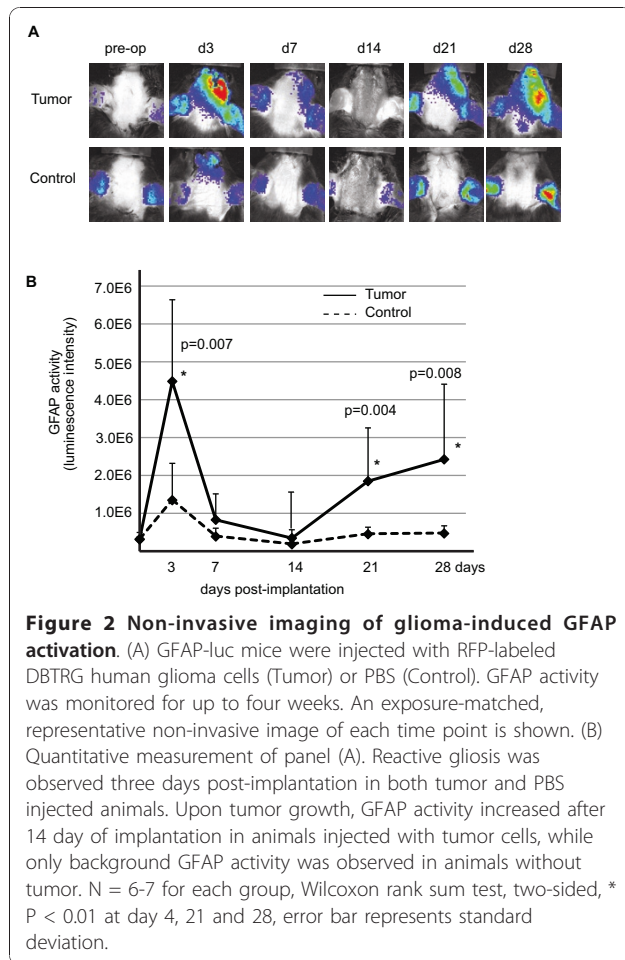 A
pre-op d3 d7 d14 d21 d28
Tumor
Control
B
7.0E6
6.0E6
5.0E6
4.0E6
3.0E6
2.0E6
1.0E6
GFAP activity
(luminescence intensity)
Tumor
Control
p=0.007
*
p=0.004
*
p=0.008
*
3 7 14 21 28 days
days post-implantation
Figure 2 Non-invasive imaging of glioma-induced GFAP
activation. (A) GFAP-luc mice were injected with RFP-labeled
DBTRG human glioma cells (Tumor) or PBS (Control). GFAP activity
was monitored for up to four weeks. An exposure-matched,
representative non-invasive image of each time point is shown. (B)
Quantitative measurement of panel (A). Reactive gliosis was
observed three days post-implantation in both tumor and PBS
injected animals. Upon tumor growth, GFAP activity increased after
14 day of implantation in animals injected with tumor cells, while
only background GFAP activity was observed in animals without
tumor. N = 6-7 for each group, Wilcoxon rank sum test, two-sided, *
P < 0.01 at day 4, 21 and 28, error bar represents standard
deviation.